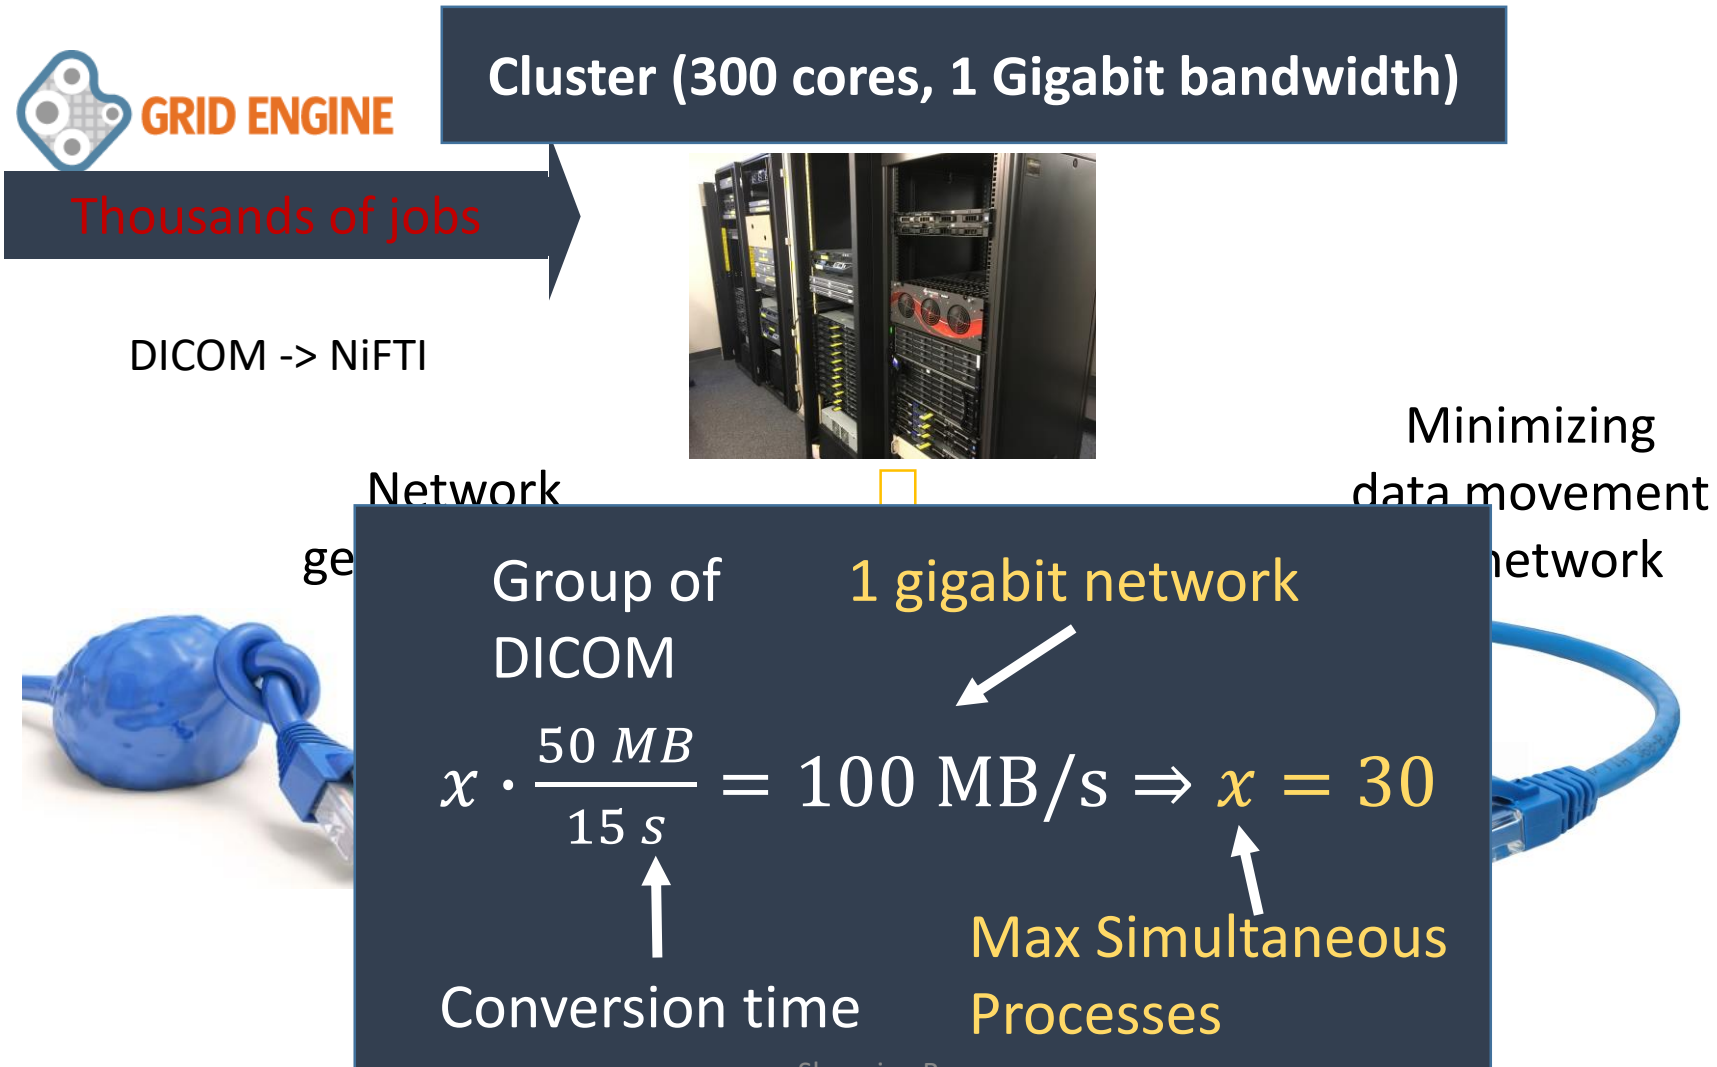 Cluster (300 cores, 1 Gigabit bandwidth)
GRID ENGINE
Thousands of jobs
DICOM -> NiFTI
Network
ge
Minimizing
data movement
network
Group of
DICOM
1 gigabit network
x · 50 MB / 15 s = 100 MB/s ⇒ x = 30
Conversion time
Max Simultaneous
Processes